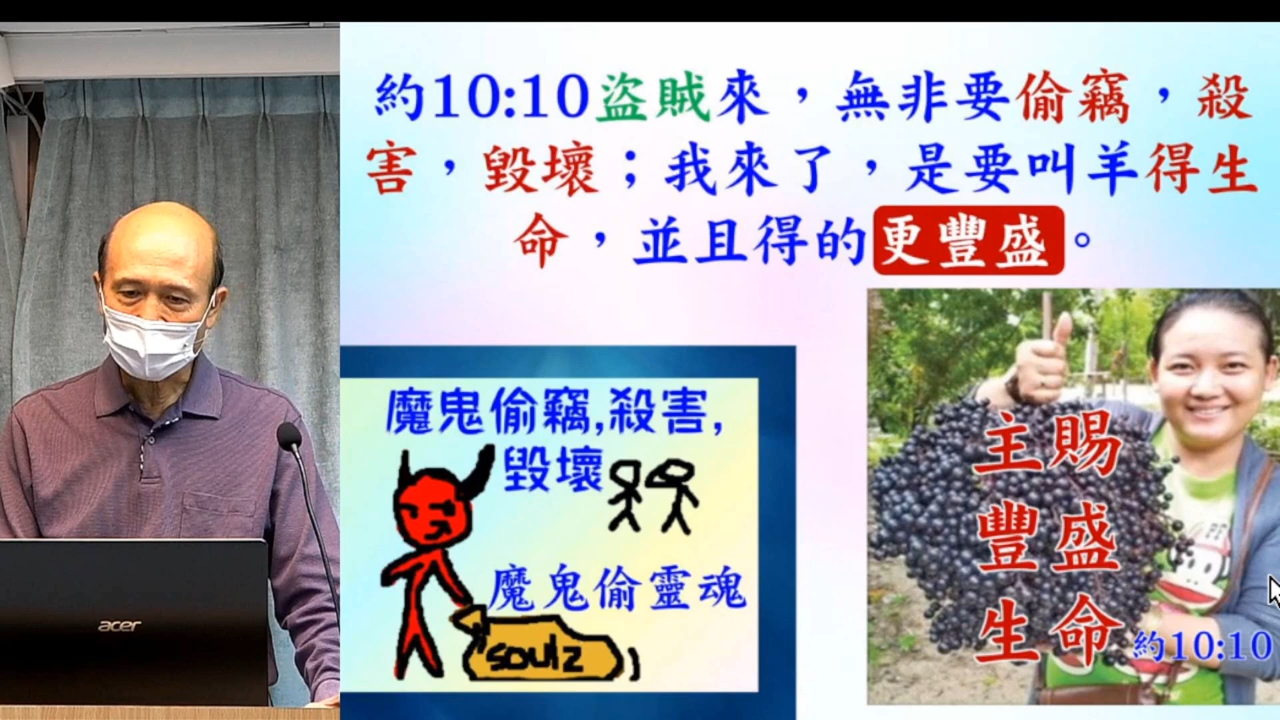 約10:10盜賊來，無非要偷竊，殺
害，毀壞；我來了，是要叫羊得生
命，並且得的更豐盛。
魔鬼偷竊,殺害,
毀壞
魔鬼偷靈魂
soulz
主賜
豐盛
生命
約10:10
acer